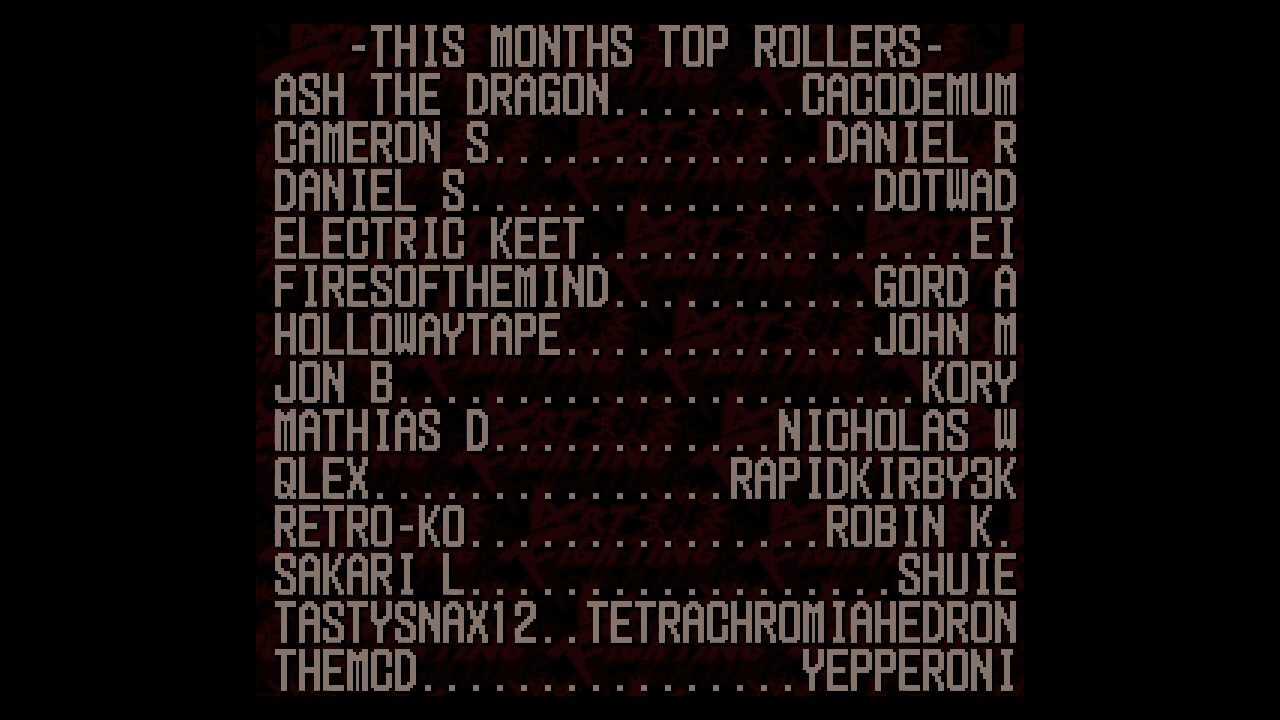 -THIS MONTHS TOP ROLLERS-
ASH THE DRAGON........CACODEMUM
CAMERON S..............DANIEL R
DANIEL S.................DOTWAD
ELECTRIC KEET................EI
FIRESOFTHEMIND...........GORD A
HOLLOWAYTAPE.............JOHN M
JON B......................KORY
MATHIAS D............NICHOLAS W
QLEX...............RAPIDKIRBY3K
RETRO-KO...............ROBIN K.
SAKARI L..................SHUIE
TASTYSNAX12..TETRACHROMIAHEDRON
THEMCD................YEPPERONI